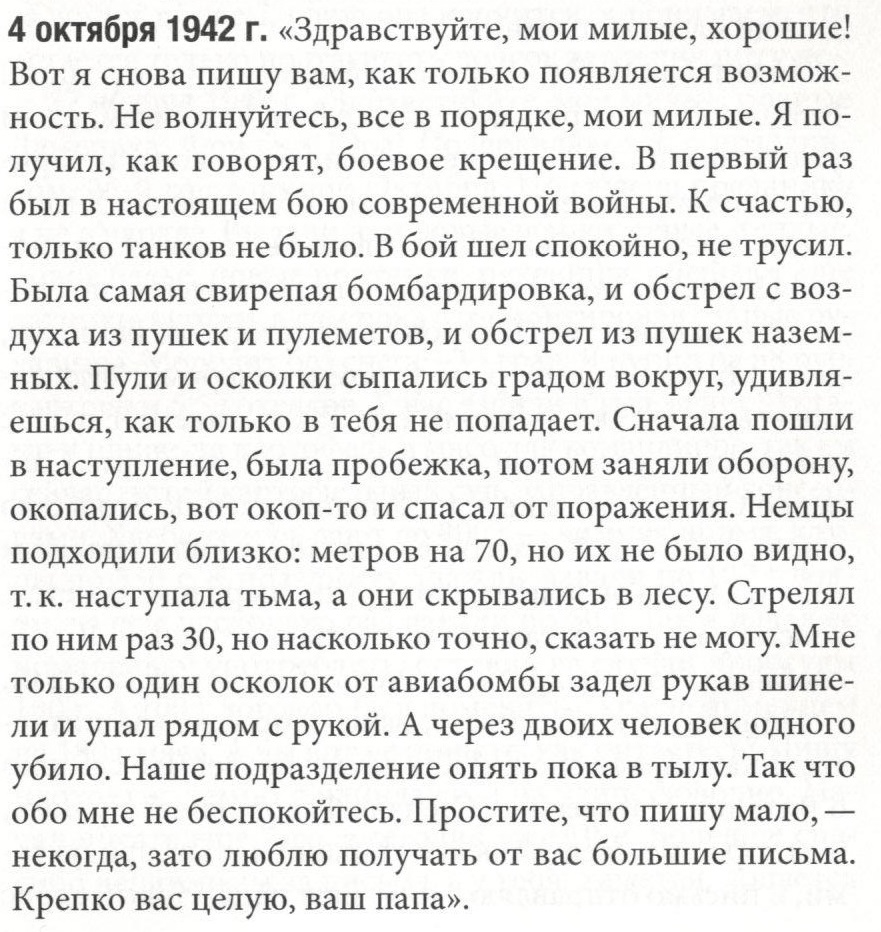 4 октября 1942 г. «Здравствуйте, мои милые, хорошие!
Вот я снова пишу вам, как только появляется возмож-
ность. Не волнуйтесь, все в порядке, мои милые. Я по-
лучил, как говорят, боевое крещение. В первый раз
был в настоящем бою современной войны. К счастью,
только танков не было. В бой шел спокойно, не трусил.
Была самая свирепая бомбардировка, и обстрел с воз-
духа из пушек и пулеметов, и обстрел из пушек назем-
ных. Пули и осколки сыпались градом вокруг, удивля-
ешься, как только в тебя не попадает. Сначала пошли
в наступление, была пробежка, потом заняли оборону,
окопались, вот окоп-то и спасал от поражения. Немцы
подходили близко: метров на 70, но их не было видно,
т. к. наступала тьма, а они скрывались в лесу. Стрелял
по ним раз 30, но насколько точно, сказать не могу. Мне
только один осколок от авиабомбы задел рукав шине-
ли и упал рядом с рукой. А через двоих человек одного
убило. Наше подразделение опять пока в тылу. Так что
обо мне не беспокойтесь. Простите, что пишу мало, —
некогда, зато люблю получать от вас большие письма.
Крепко вас целую, ваш папа».